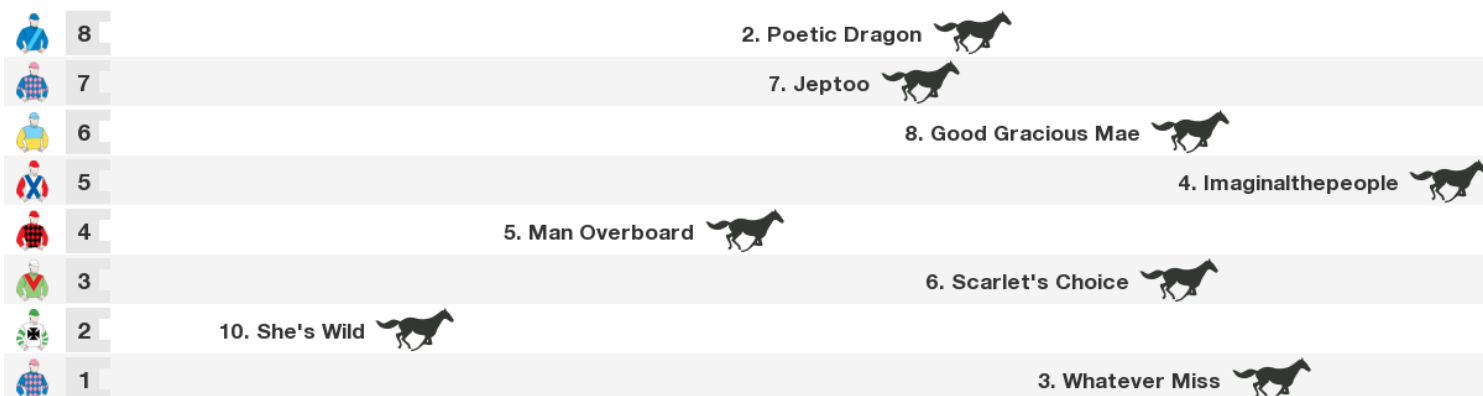 8 2. Poetic Dragon
7 7. Jeptoo
6 8. Good Gracious Mae
5 4. Imaginalthepeople
4 5. Man Overboard
3 6. Scarlet's Choice
2 10. She's Wild
1 3. Whatever Miss